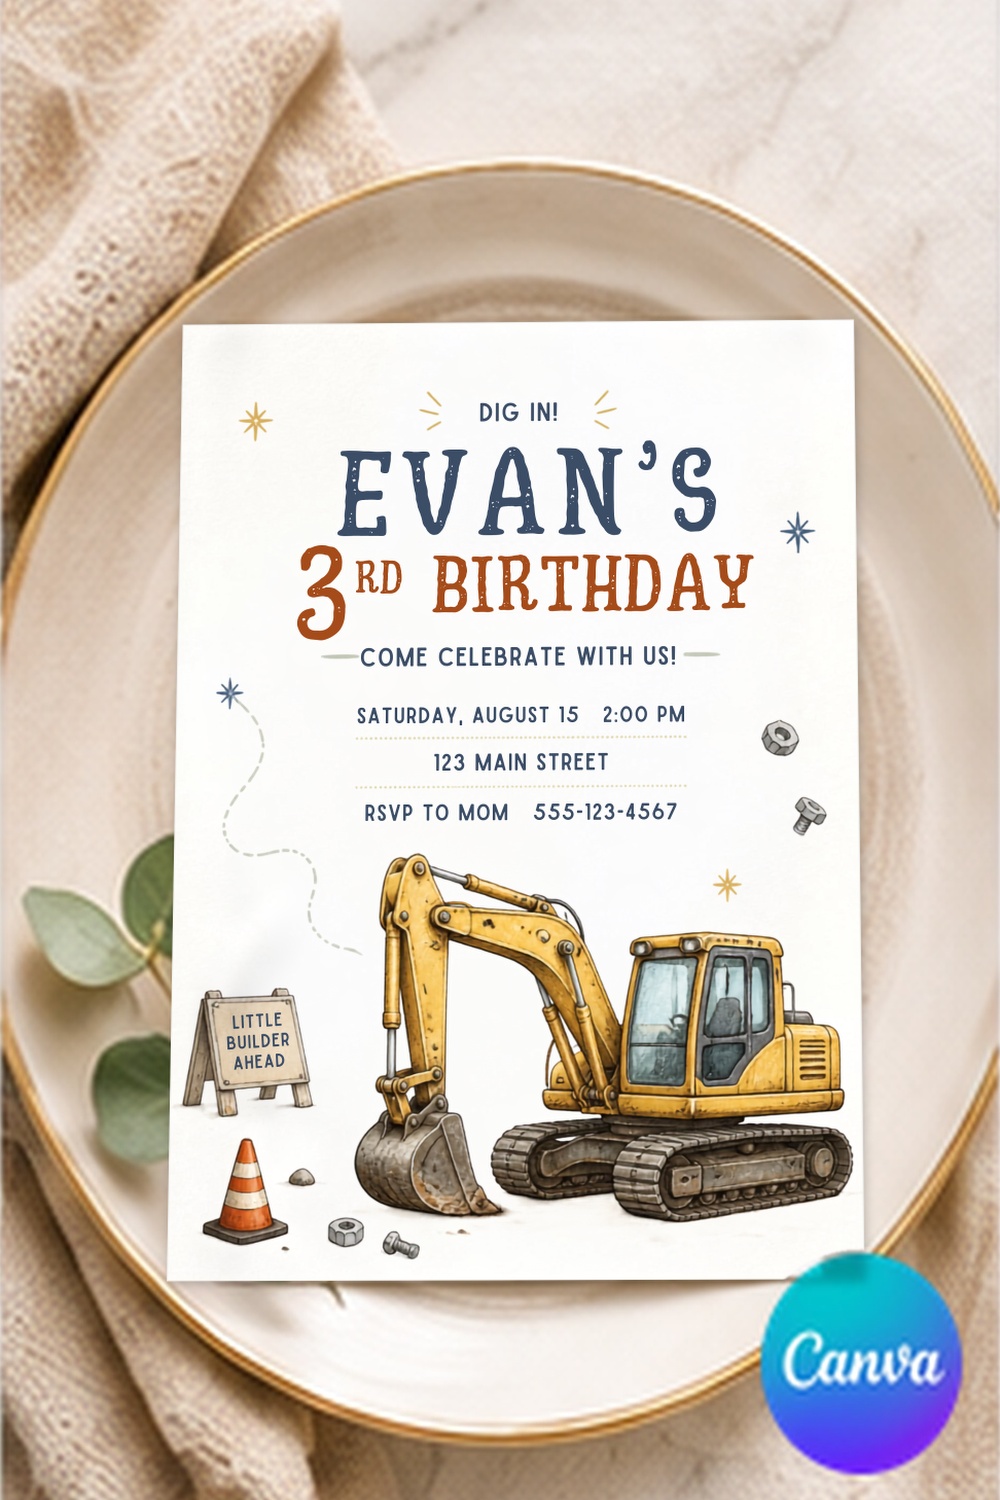 DIG IN!
EVAN'S
3RD BIRTHDAY
COME CELEBRATE WITH US!
SATURDAY, AUGUST 15 2:00 PM
123 MAIN STREET
RSVP TO MOM 555-123-4567
LITTLE
BUILDER
AHEAD
Canva